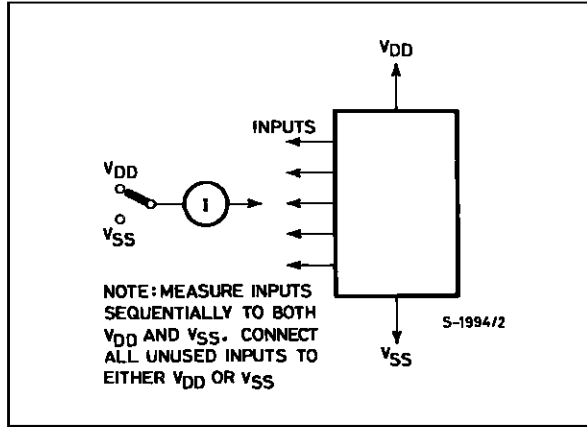 VDD
INPUTS
VDD
I
VSS
NOTE: MEASURE INPUTS
SEQUENTIALLY TO BOTH
VDD AND VSS. CONNECT
ALL UNUSED INPUTS TO
EITHER VDD OR VSS
S-1994/2
VSS